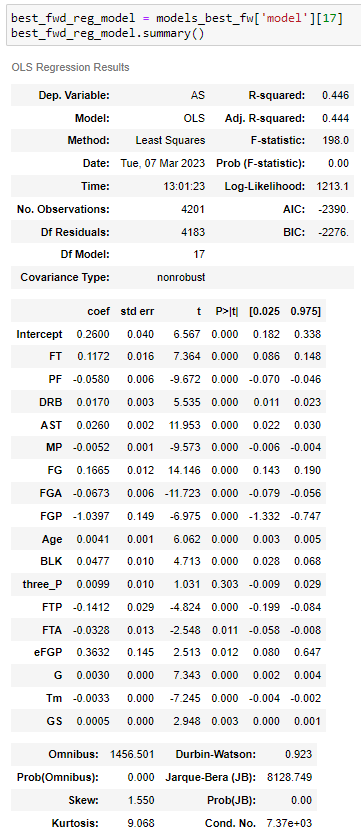 best_fwd_reg_model = models_best_fw['model'][17]
best_fwd_reg_model.summary()
OLS Regression Results
Dep. Variable: AS R-squared: 0.446
Model: OLS Adj. R-squared: 0.444
Method: Least Squares F-statistic: 198.0
Date: Tue, 07 Mar 2023 Prob (F-statistic): 0.00
Time: 13:01:23 Log-Likelihood: 1213.1
No. Observations: 4201 AIC: -2390.
Df Residuals: 4183 BIC: -2276.
Df Model: 17
Covariance Type: nonrobust
coef std err t P>|t| [0.025 0.975]
Intercept 0.2600 0.040 6.567 0.000 0.182 0.338
FT 0.1172 0.016 7.364 0.000 0.086 0.148
PF -0.0580 0.006 -9.672 0.000 -0.070 -0.046
DRB 0.0170 0.003 5.535 0.000 0.011 0.023
AST 0.0260 0.002 11.953 0.000 0.022 0.030
MP -0.0052 0.001 -9.573 0.000 -0.006 -0.004
FG 0.1665 0.012 14.146 0.000 0.143 0.190
FGA -0.0673 0.006 -11.723 0.000 -0.079 -0.056
FGP -1.0397 0.149 -6.975 0.000 -1.332 -0.747
Age 0.0041 0.001 6.062 0.000 0.003 0.005
BLK 0.0477 0.010 4.713 0.000 0.028 0.068
three_P 0.0099 0.010 1.031 0.303 -0.009 0.029
FTP -0.1412 0.029 -4.824 0.000 -0.199 -0.084
FTA -0.0328 0.013 -2.548 0.011 -0.058 -0.008
eFGP 0.3632 0.145 2.513 0.012 0.080 0.647
G 0.0030 0.000 7.343 0.000 0.002 0.004
Tm -0.0033 0.000 -7.245 0.000 -0.004 -0.002
GS 0.0005 0.000 2.948 0.003 0.000 0.001
Omnibus: 1456.501 Durbin-Watson: 0.923
Prob(Omnibus): 0.000 Jarque-Bera (JB): 8128.749
Skew: 1.550 Prob(JB): 0.00
Kurtosis: 9.068 Cond. No. 7.37e+03